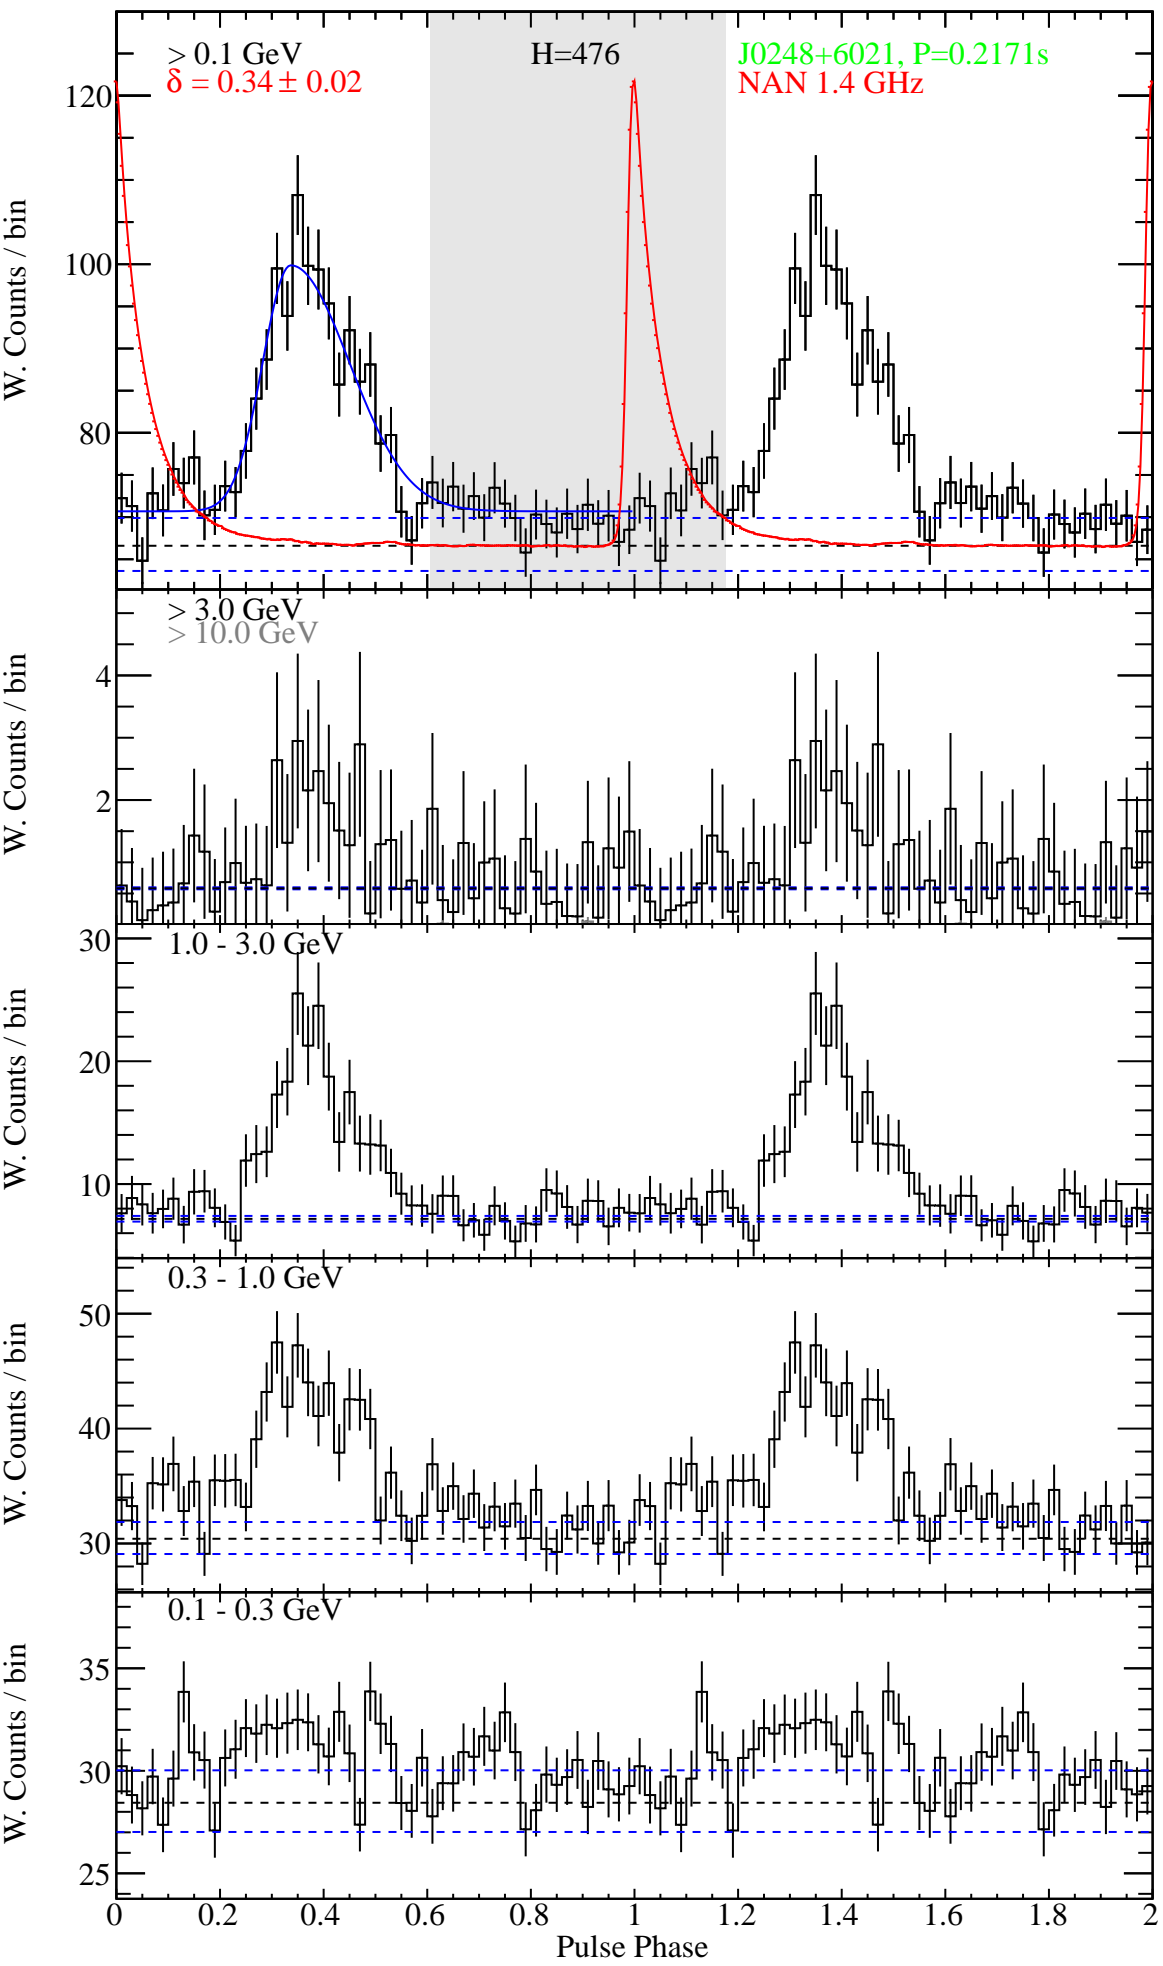 > 0.1 GeV
H=476
J0248+6021, P=0.2171s
δ = 0.34 ± 0.02
NAN 1.4 GHz
120
100
80
W. Counts / bin
> 3.0 GeV
> 10.0 GeV
4
2
W. Counts / bin
1.0 - 3.0 GeV
30
20
10
W. Counts / bin
0.3 - 1.0 GeV
50
40
30
W. Counts / bin
0.1 - 0.3 GeV
35
30
25
W. Counts / bin
0 0.2 0.4 0.6 0.8 1 1.2 1.4 1.6 1.8 2
Pulse Phase